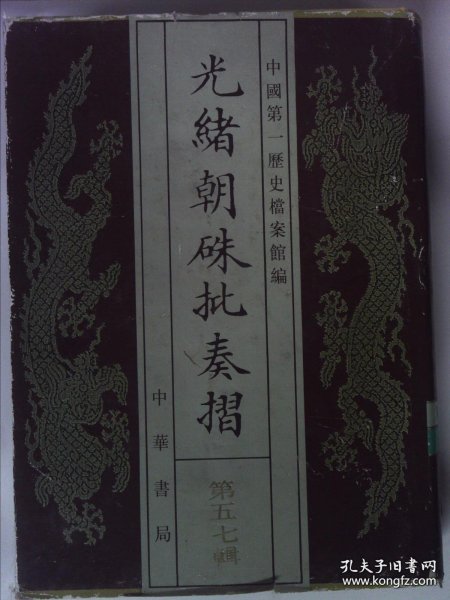 中國第一歷史檔案館編
光緒朝硃批奏摺
第五七輯
中華書局
孔夫子旧书网
www.kongfz.com